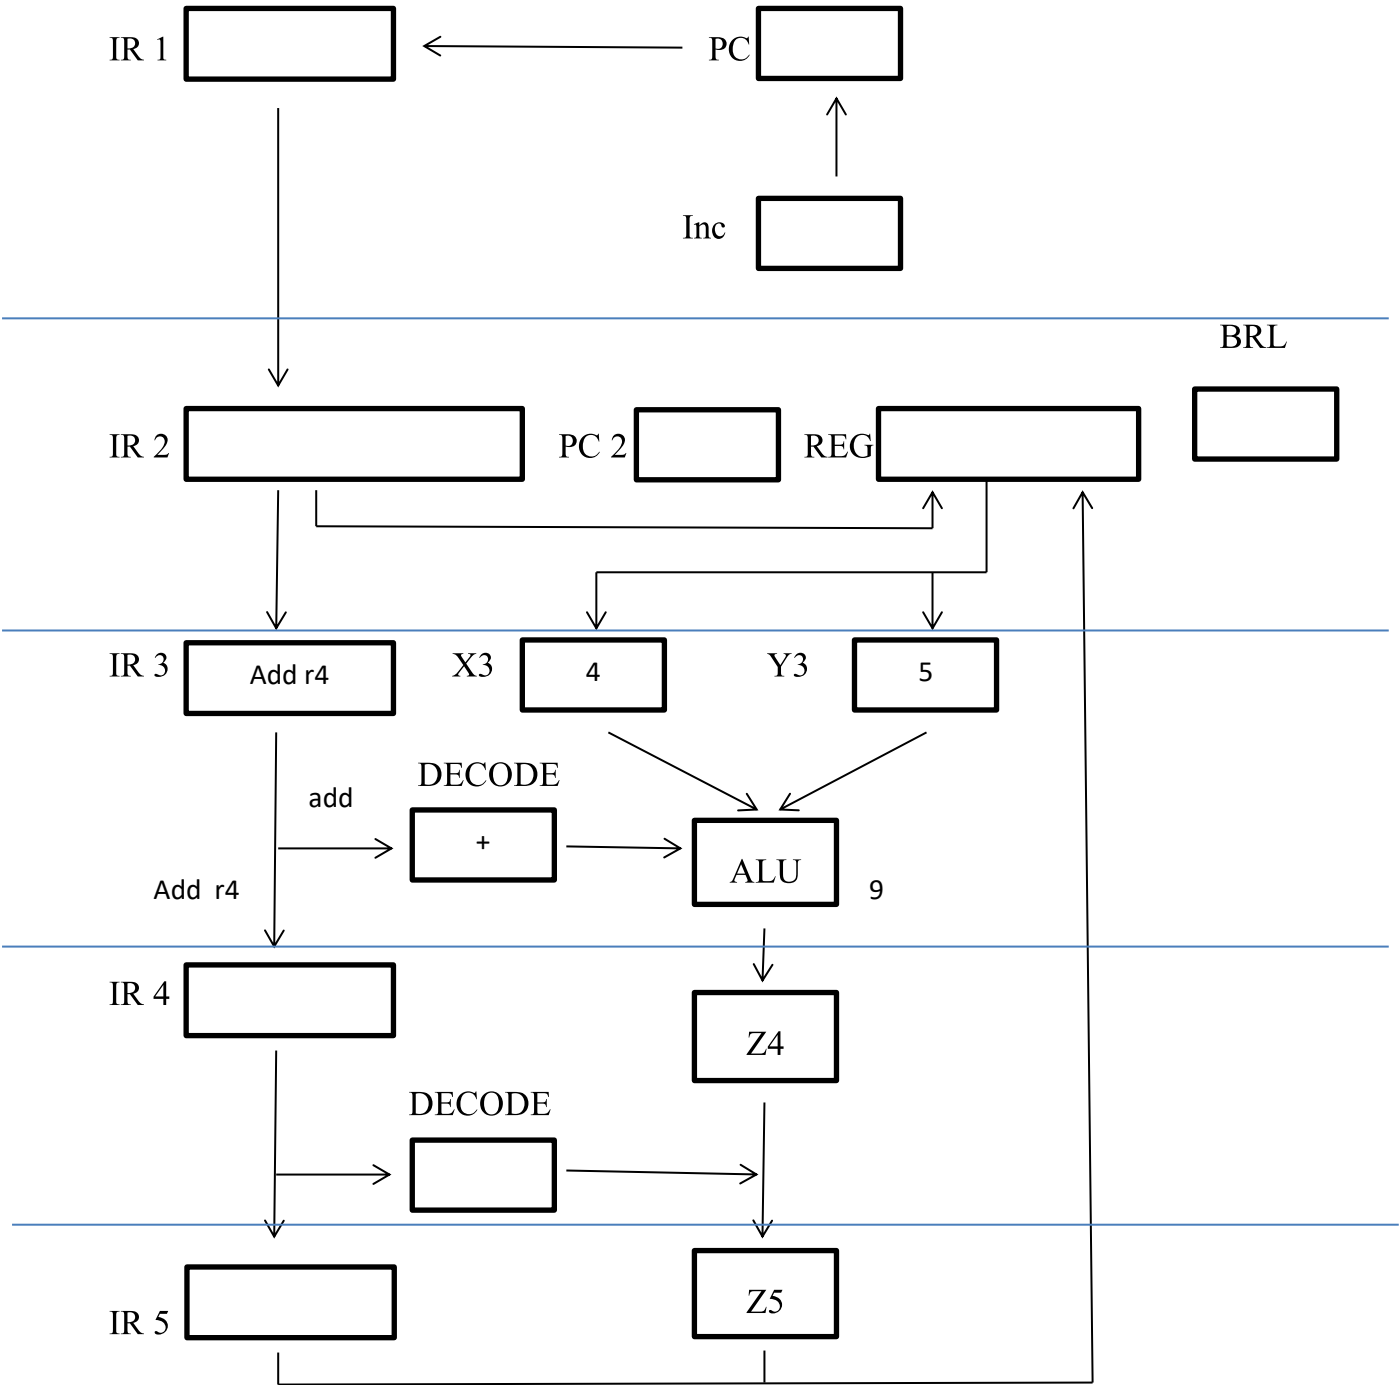 IR 1
PC
Inc
BRL
IR 2
PC 2
REG
IR 3
Add r4
X3
4
Y3
5
DECODE
add
+
ALU
Add  r4
9
IR 4
Z4
DECODE
IR 5
Z5